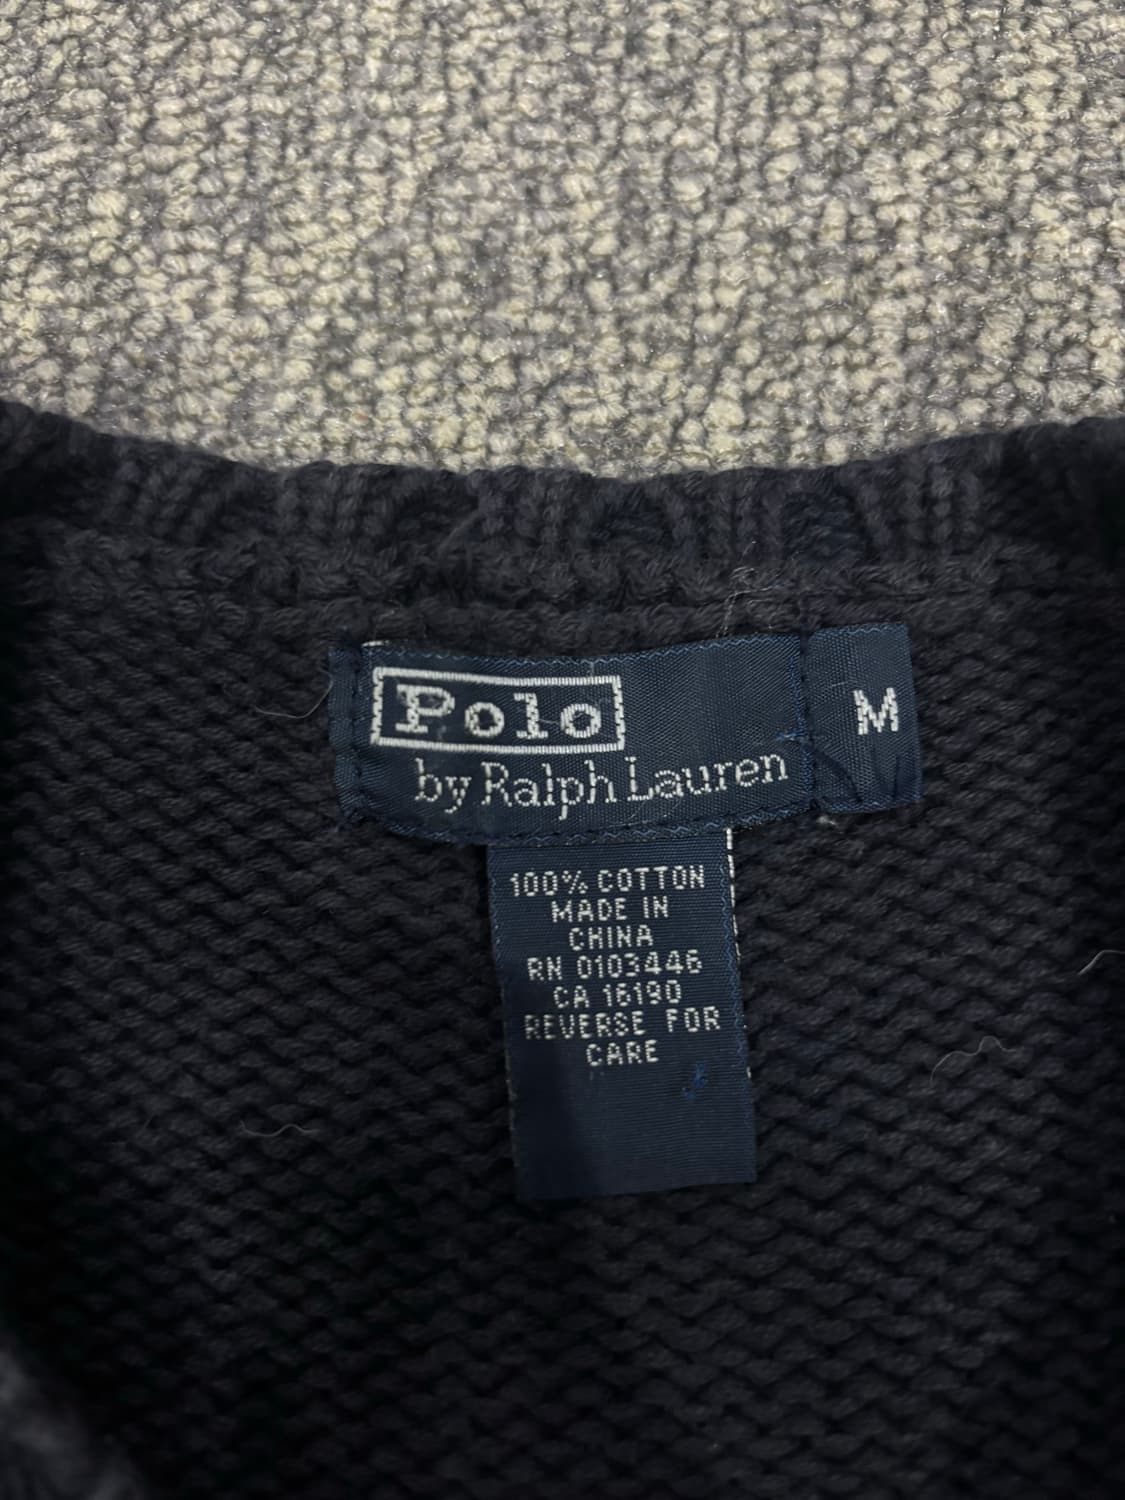 Polo
by Ralph Lauren
M
100% COTTON
MADE IN
CHINA
RN 0103446
CA 16190
REVERSE FOR
CARE